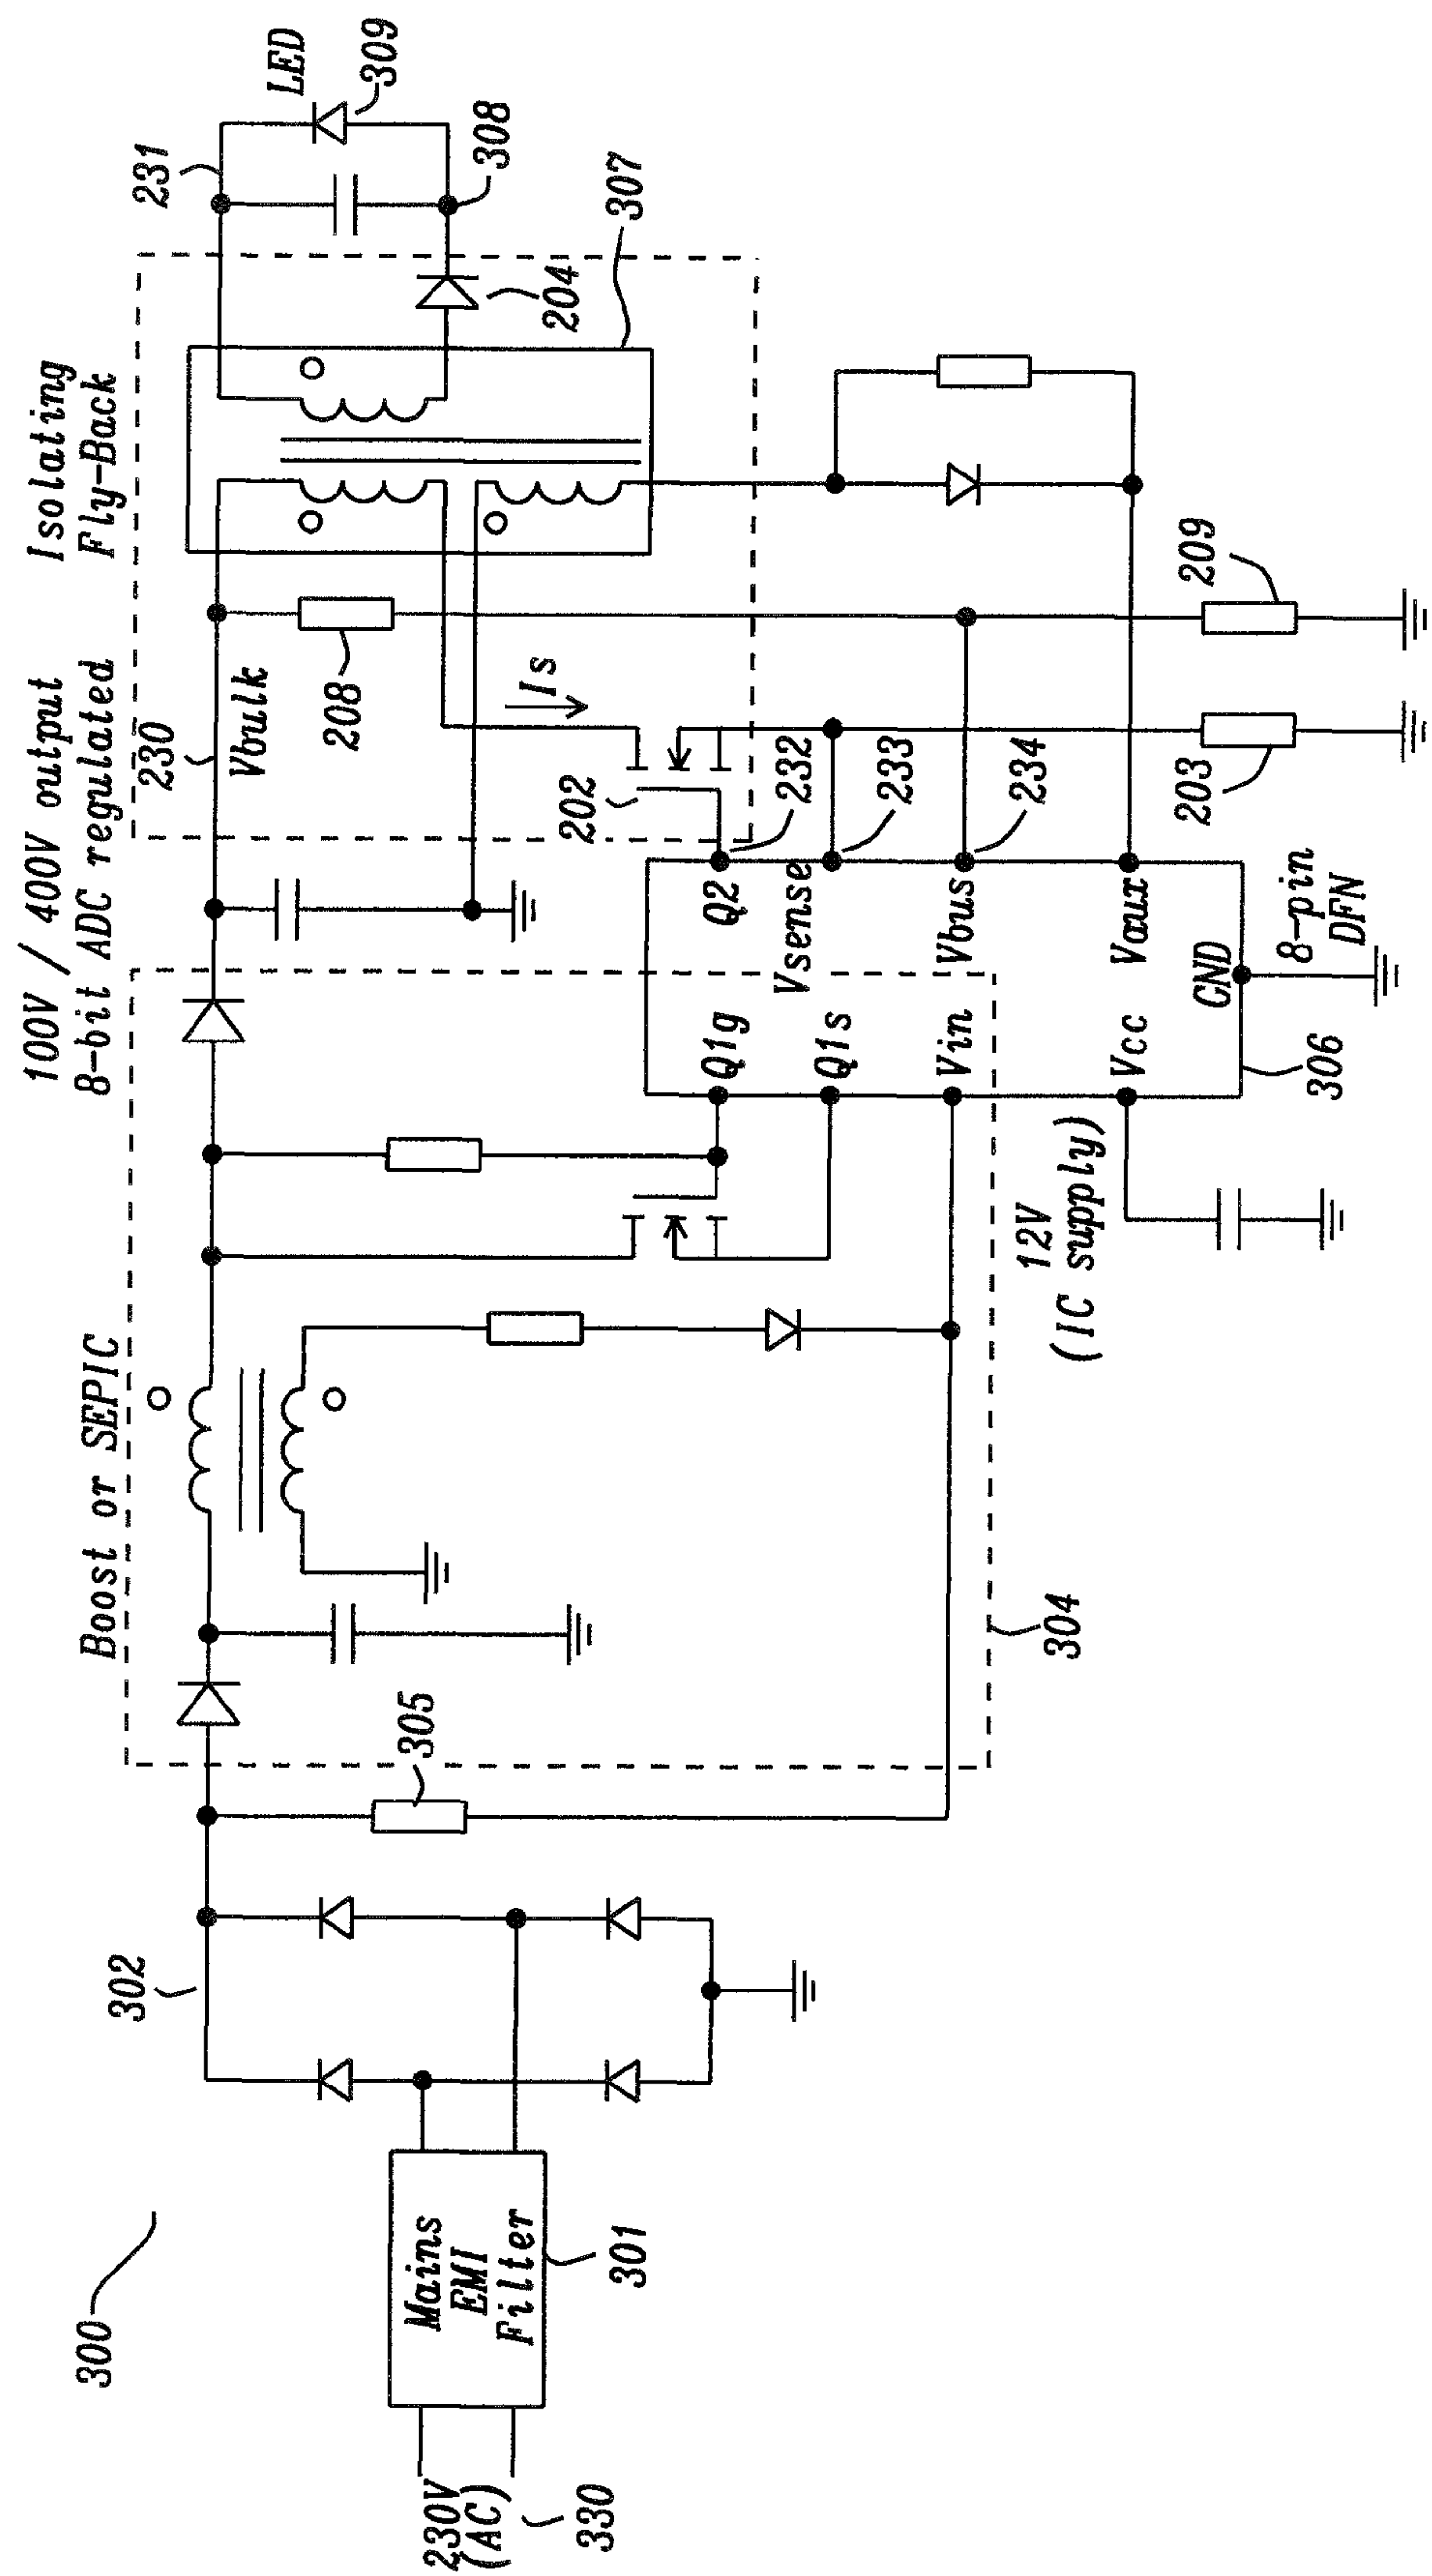 300
230V
(AC)
330
Mains
EMI
Filter
301
302
305
Boost or SEPIC
304
100V / 400V output
8-bit ADC regulated
230
Vbulk
Isolating
Fly-Back
208
Is
202
232
233
234
203
209
204
307
308
231
LED
309
Q1g
Q1s
Vin
Vcc
Q2
Vsense
Vbus
Vaux
GND
8-pin
DFN
306
12V
(IC supply)